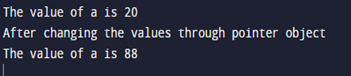 The value of a is 20
After changing the values through pointer object
The value of a is 88